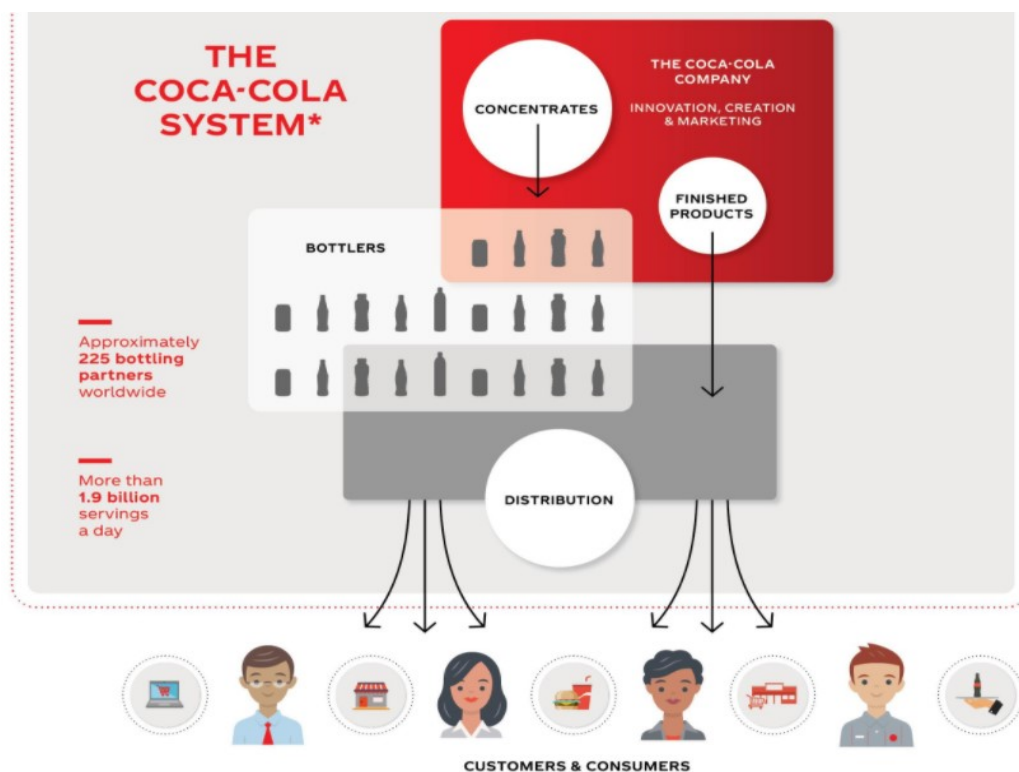 THE
COCA-COLA
SYSTEM*
THE COCA-COLA
COMPANY
INNOVATION, CREATION
& MARKETING
CONCENTRATES
FINISHED
PRODUCTS
BOTTLERS
Approximately
225 bottling
partners
worldwide
More than
1.9 billion
servings
a day
DISTRIBUTION
CUSTOMERS & CONSUMERS